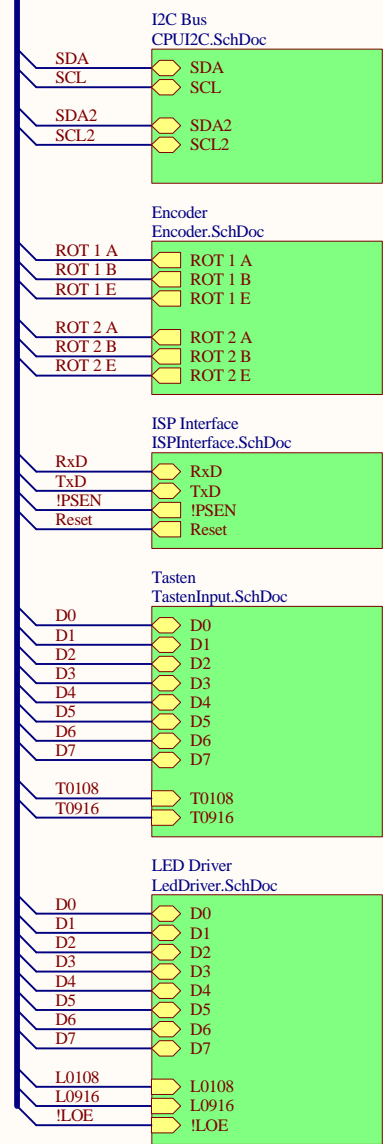 I2C Bus
CPUI2C.SchDoc
SDA SDA
SCL SCL
SDA2 SDA2
SCL2 SCL2
Encoder
Encoder.SchDoc
ROT 1 A ROT 1 A
ROT 1 B ROT 1 B
ROT 1 E ROT 1 E
ROT 2 A ROT 2 A
ROT 2 B ROT 2 B
ROT 2 E ROT 2 E
ISP Interface
ISPInterface.SchDoc
RxD RxD
TxD TxD
!PSEN !PSEN
Reset Reset
Tasten
TastenInput.SchDoc
D0 D0
D1 D1
D2 D2
D3 D3
D4 D4
D5 D5
D6 D6
D7 D7
T0108 T0108
T0916 T0916
LED Driver
LedDriver.SchDoc
D0 D0
D1 D1
D2 D2
D3 D3
D4 D4
D5 D5
D6 D6
D7 D7
L0108 L0108
L0916 L0916
!LOE !LOE